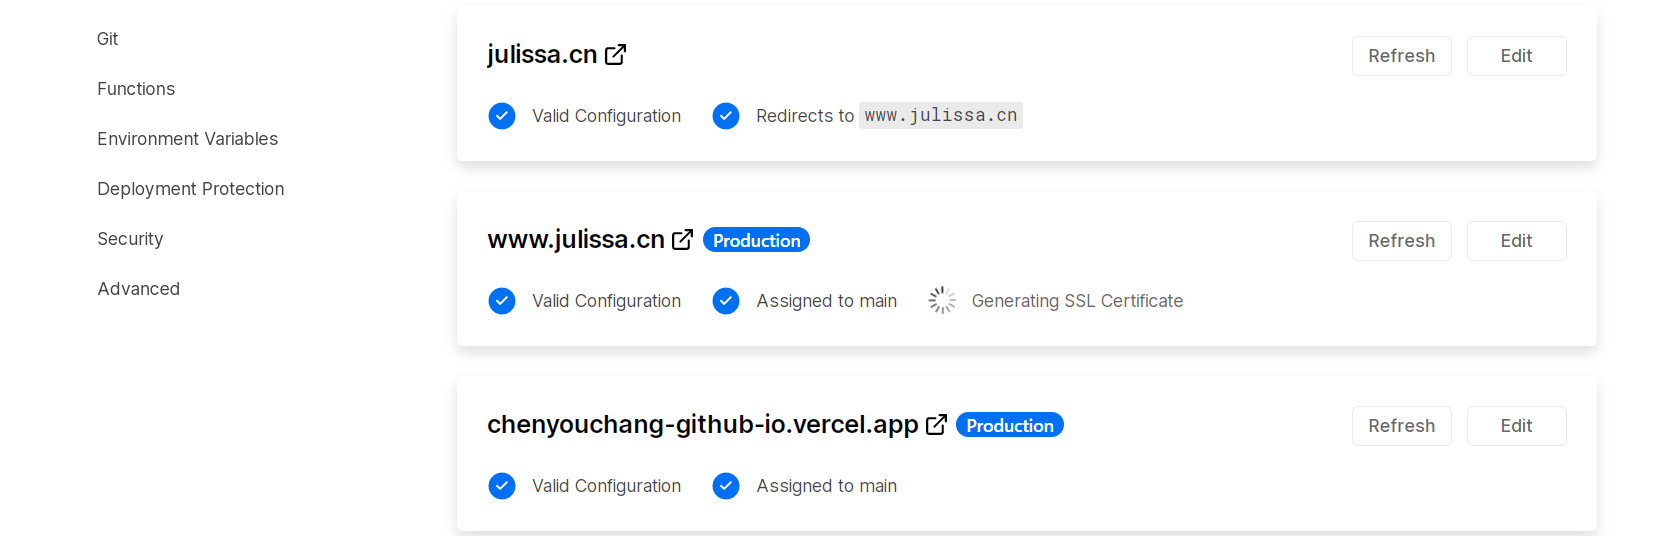 Git
Functions
Environment Variables
Deployment Protection
Security
Advanced
julissa.cn
Refresh
Edit
Valid Configuration
Redirects to www.julissa.cn
www.julissa.cn Production
Refresh
Edit
Valid Configuration
Assigned to main
Generating SSL Certificate
chenyouchang-github-io.vercel.app Production
Refresh
Edit
Valid Configuration
Assigned to main